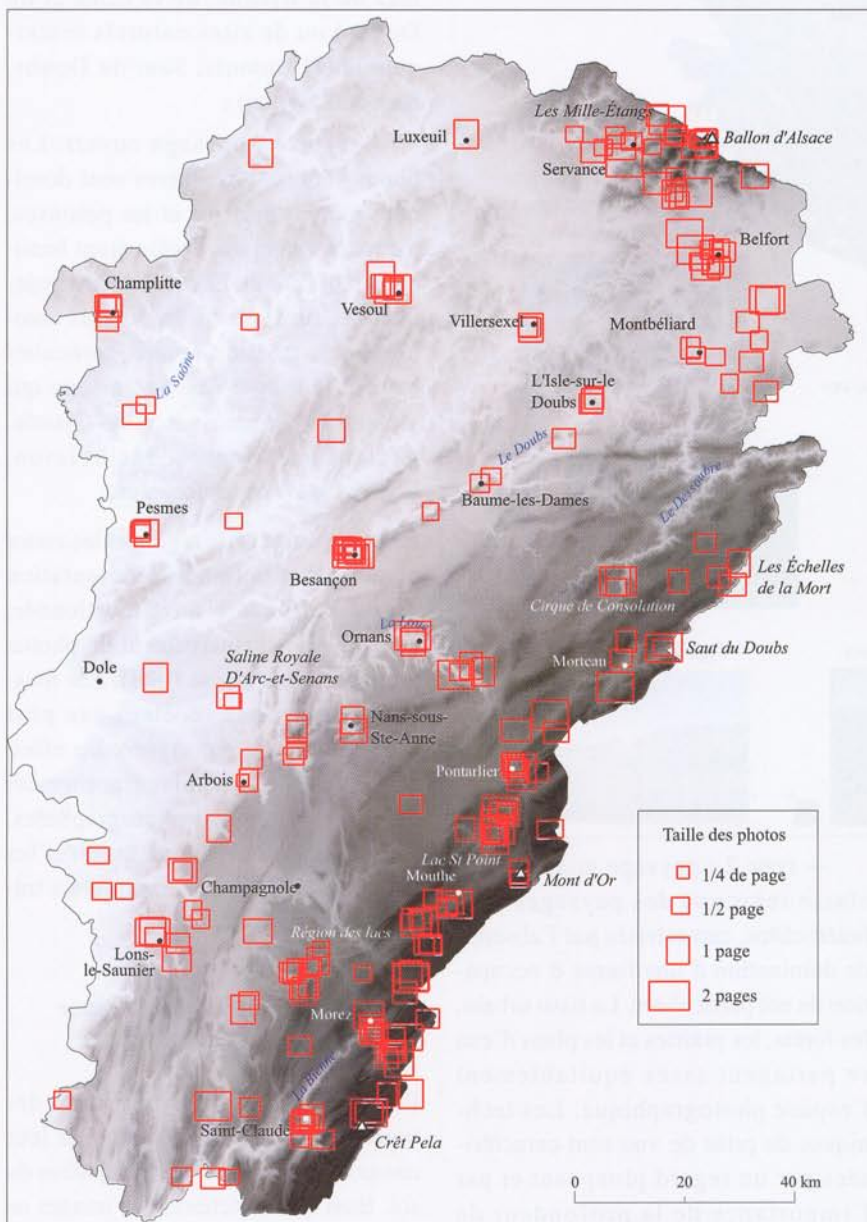 Les Mille-Étangs
Luxeuil
Ballon d'Alsace
Servance
Belfort
Champlitte
Vesoul
Villersexel
Montbéliard
La Saône
L'Isle-sur-le
Doubs
Le Doubs
Baume-les-Dames
Le Dessoubre
Pesmes
Besançon
Les Échelles
de la Mort
Cirque de Consolation
La Loue
Ornans
Morteau
Saut du Doubs
Dole
Saline Royale
D'Arc-et-Senans
Nans-sous-
Ste-Anne
Pontarlier
Arbois
Taille des photos
1/4 de page
1/2 page
1 page
2 pages
Lac St Point
Mouthe
Mont d'Or
Champagnole
Région des lacs
Lons-
le-Saunier
Morez
La Bienne
Saint-Claude
Crêt Pela
0 20 40 km